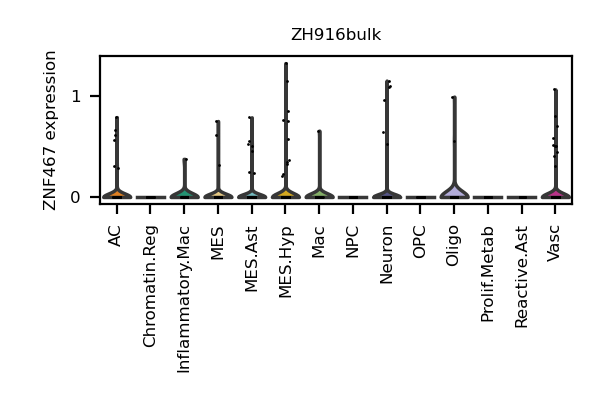 ZH916bulk
ZNF467 expression
1
0
AC
Chromatin.Reg
Inflammatory.Mac
MES
MES.Ast
MES.Hyp
Mac
NPC
Neuron
OPC
Oligo
Prolif.Metab
Reactive.Ast
Vasc